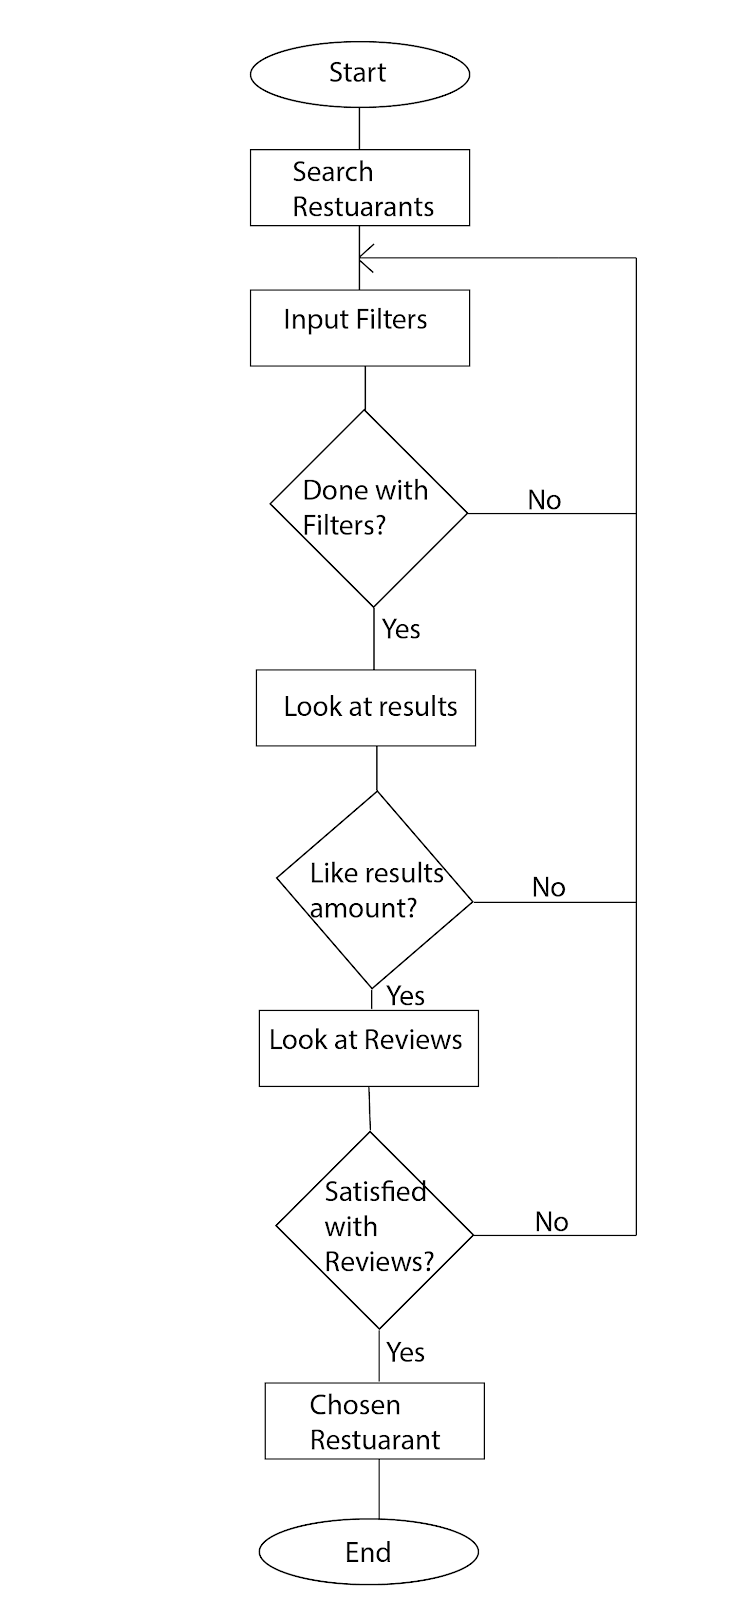 Start
Search
Restuarants
Input Filters
Done with
Filters?
No
Yes
Look at results
Like results
amount?
No
Yes
Look at Reviews
Satisfied
with
Reviews?
No
Yes
Chosen
Restuarant
End